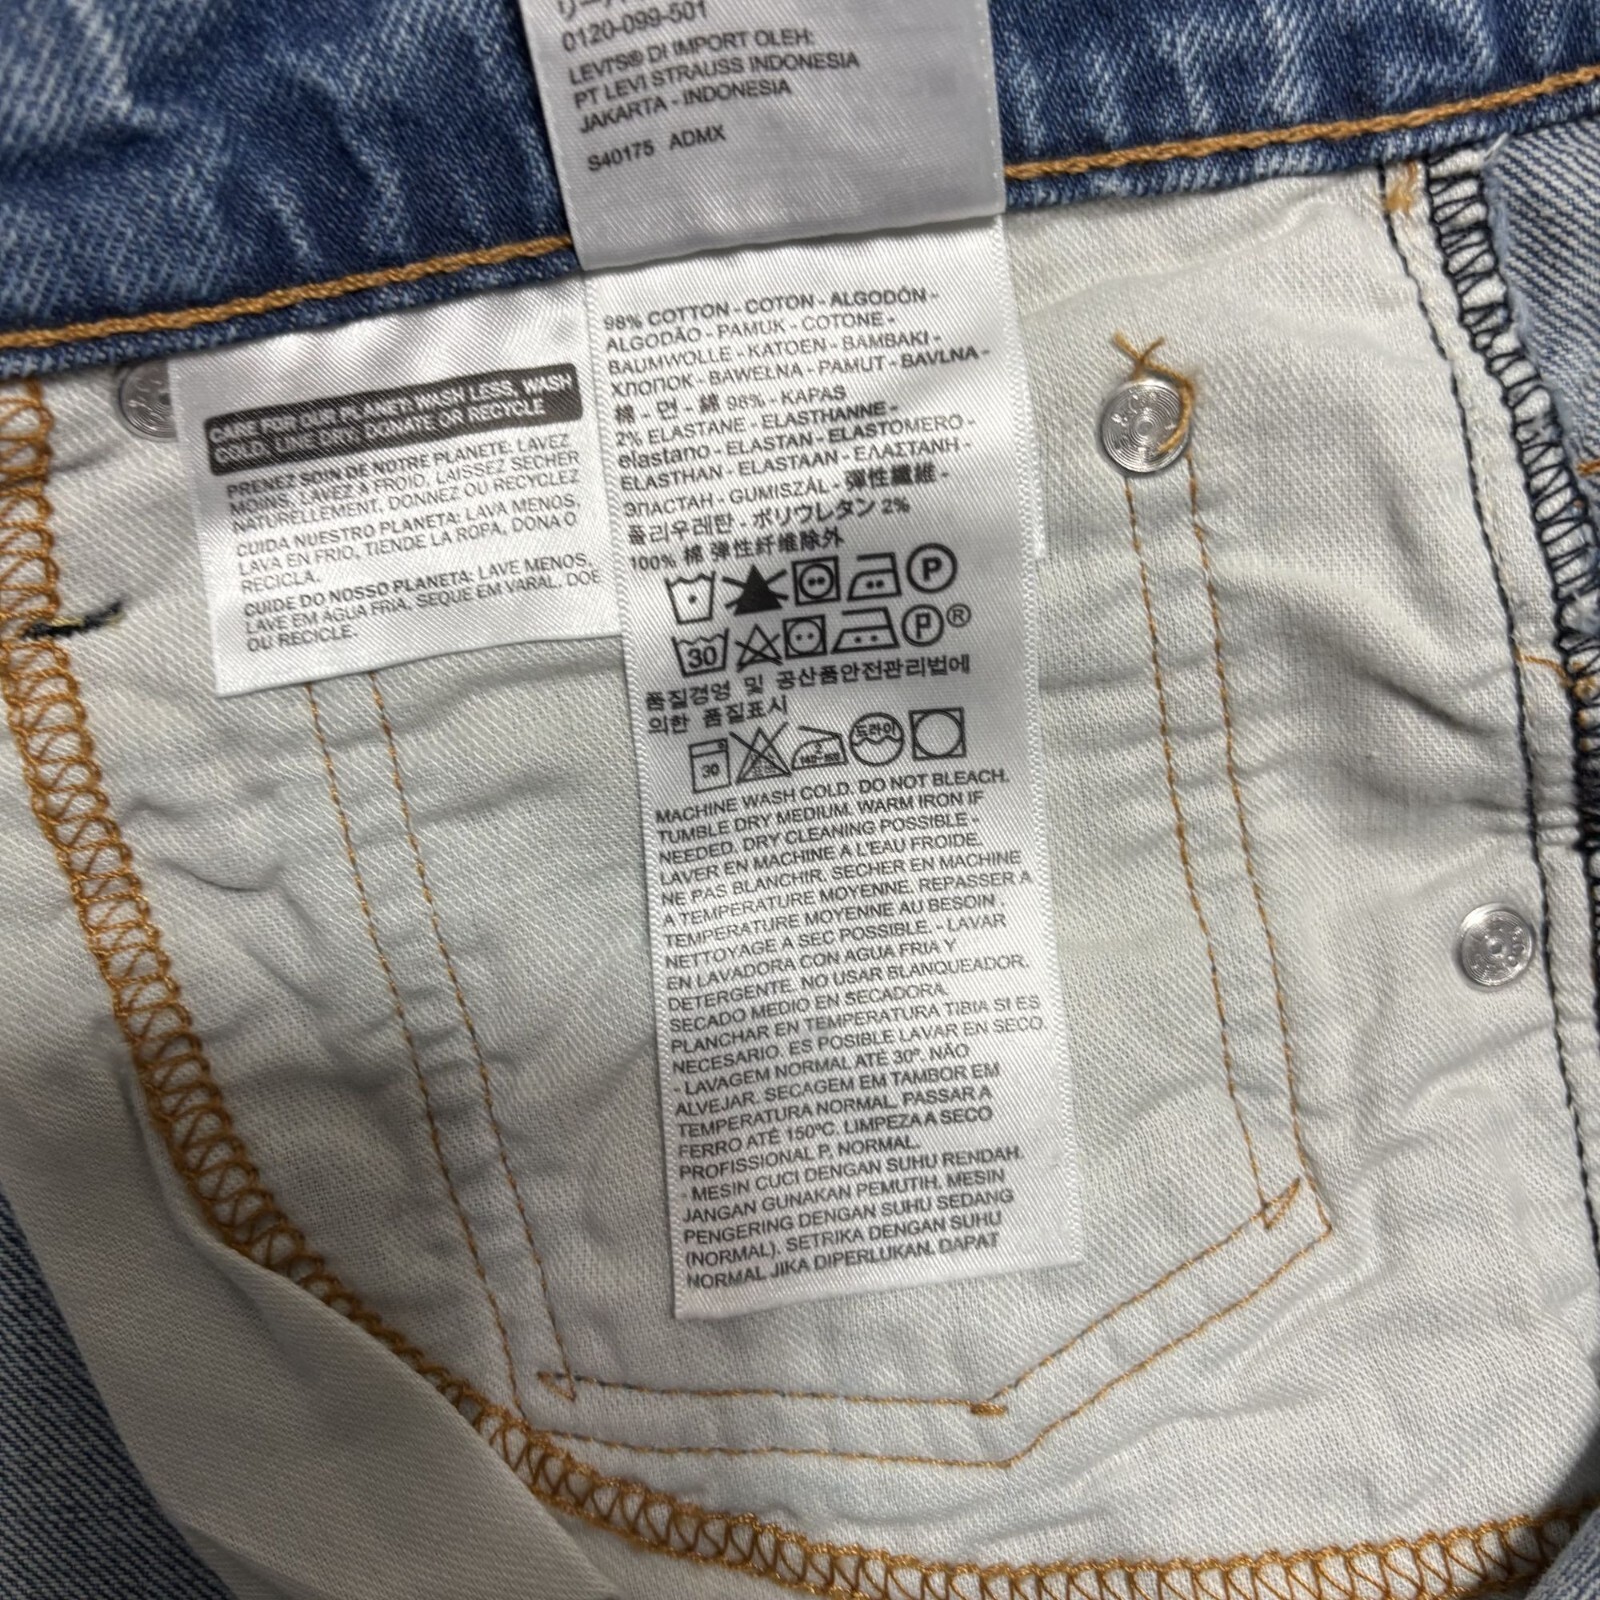 0120-099-501
LEVI'S® DI IMPORT OLEH:
PT LEVI STRAUSS INDONESIA
JAKARTA - INDONESIA
S40175 ADMX
CARE FOR OUR PLANET: WASH LESS, WASH
COLD, LINE DRY, DONATE OR RECYCLE
PRENEZ SOIN DE NOTRE PLANETE: LAVEZ
MOINS, LAVEZ A FROID, LAISSEZ SECHER
NATURELLEMENT, DONNEZ OU RECYCLEZ
CUIDA NUESTRO PLANETA: LAVA MENOS,
LAVA EN FRIO, TIENDE LA ROPA, DONA O
RECICLA.
CUIDE DO NOSSO PLANETA: LAVE MENOS,
LAVE EM ÁGUA FRIA, SEQUE EM VARAL, DOE
OU RECICLE.
98% COTTON - COTON - ALGODÓN -
ALGODÃO - PAMUK - COTONE -
BAUMWOLLE - KATOEN - BAMBAKI -
ХЛОПОК - BAWEŁNA - PAMUT - BAVLNA -
棉 - 면 - 綿 98% - KAPAS
2% ELASTANE - ELASTHANNE -
elastano - ELASTAN - ELASTOMERO -
ELASTHAN - ELASTAAN - ΕΛΑΣΤΑΝΗ -
ЭЛАСТАН - GUMISZÁL - 弾性纖維 -
폴리우레탄 - ポリウレタン 2%
100% 棉 弹性纤维除外
P
30 P ®
품질경영 및 공산품안전관리법에
의한 품질표시
30 드라이
MACHINE WASH COLD. DO NOT BLEACH.
TUMBLE DRY MEDIUM. WARM IRON IF
NEEDED. DRY CLEANING POSSIBLE -
LAVER EN MACHINE A L'EAU FROIDE.
NE PAS BLANCHIR. SECHER EN MACHINE
A TEMPERATURE MOYENNE. REPASSER A
TEMPERATURE MOYENNE AU BESOIN .
NETTOYAGE A SEC POSSIBLE. - LAVAR
EN LAVADORA CON AGUA FRIA Y
DETERGENTE. NO USAR BLANQUEADOR.
SECADO MEDIO EN SECADORA.
PLANCHAR EN TEMPERATURA TIBIA SI ES
NECESARIO. ES POSIBLE LAVAR EN SECO.
- LAVAGEM NORMAL ATÉ 30º. NÃO
ALVEJAR. SECAGEM EM TAMBOR EM
TEMPERATURA NORMAL. PASSAR A
FERRO ATÉ 150ºC. LIMPEZA A SECO
PROFISSIONAL P, NORMAL.
- MESIN CUCI DENGAN SUHU RENDAH.
JANGAN GUNAKAN PEMUTIH. MESIN
PENGERING DENGAN SUHU SEDANG
(NORMAL). SETRIKA DENGAN SUHU
NORMAL JIKA DIPERLUKAN. DAPAT